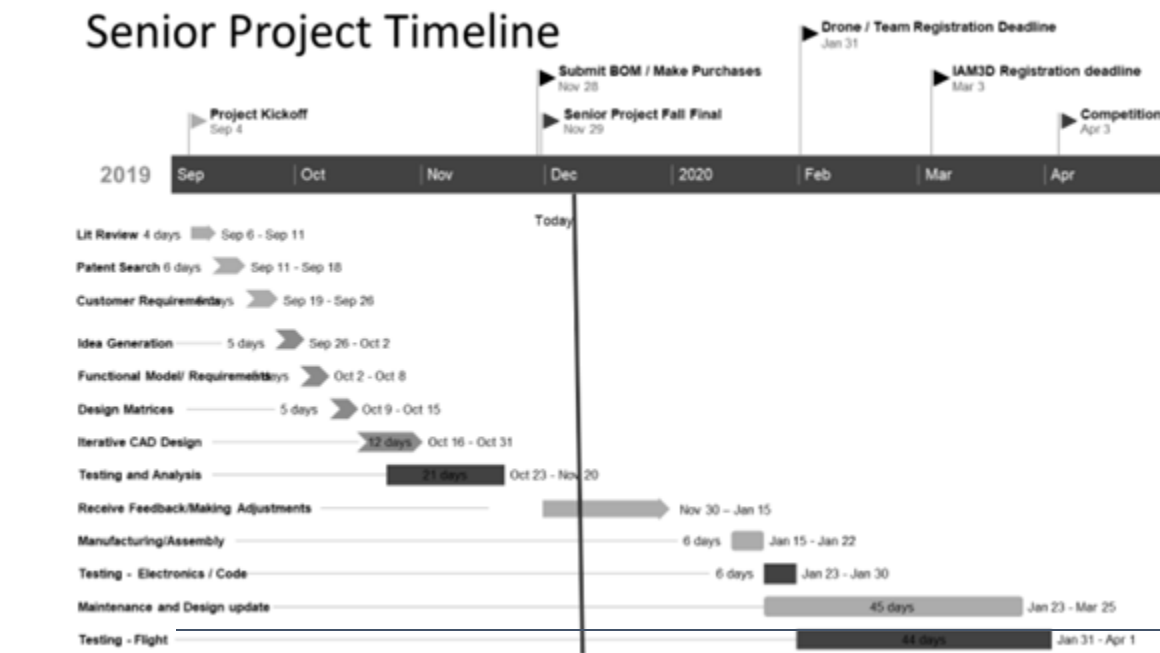 Senior Project Timeline
Drone / Team Registration Deadline
Jan 31
Submit BOM / Make Purchases
Nov 28
IAM3D Registration deadline
Mar 3
Project Kickoff
Sep 4
Senior Project Fall Final
Nov 29
Competition
Apr 3
2019 Sep Oct Nov Dec 2020 Feb Mar Apr
Today
Lit Review 4 days Sep 6 - Sep 11
Patent Search 6 days Sep 11 - Sep 18
Customer Requirements days Sep 19 - Sep 26
Idea Generation 5 days Sep 26 - Oct 2
Functional Model/ Requirements days Oct 2 - Oct 8
Design Matrices 5 days Oct 9 - Oct 15
Iterative CAD Design 12 days Oct 16 - Oct 31
Testing and Analysis 21 days Oct 23 - Nov 20
Receive Feedback/Making Adjustments Nov 30 – Jan 15
Manufacturing/Assembly 6 days Jan 15 - Jan 22
Testing - Electronics / Code 6 days Jan 23 - Jan 30
Maintenance and Design update 45 days Jan 23 - Mar 25
Testing - Flight 44 days Jan 31 - Apr 1